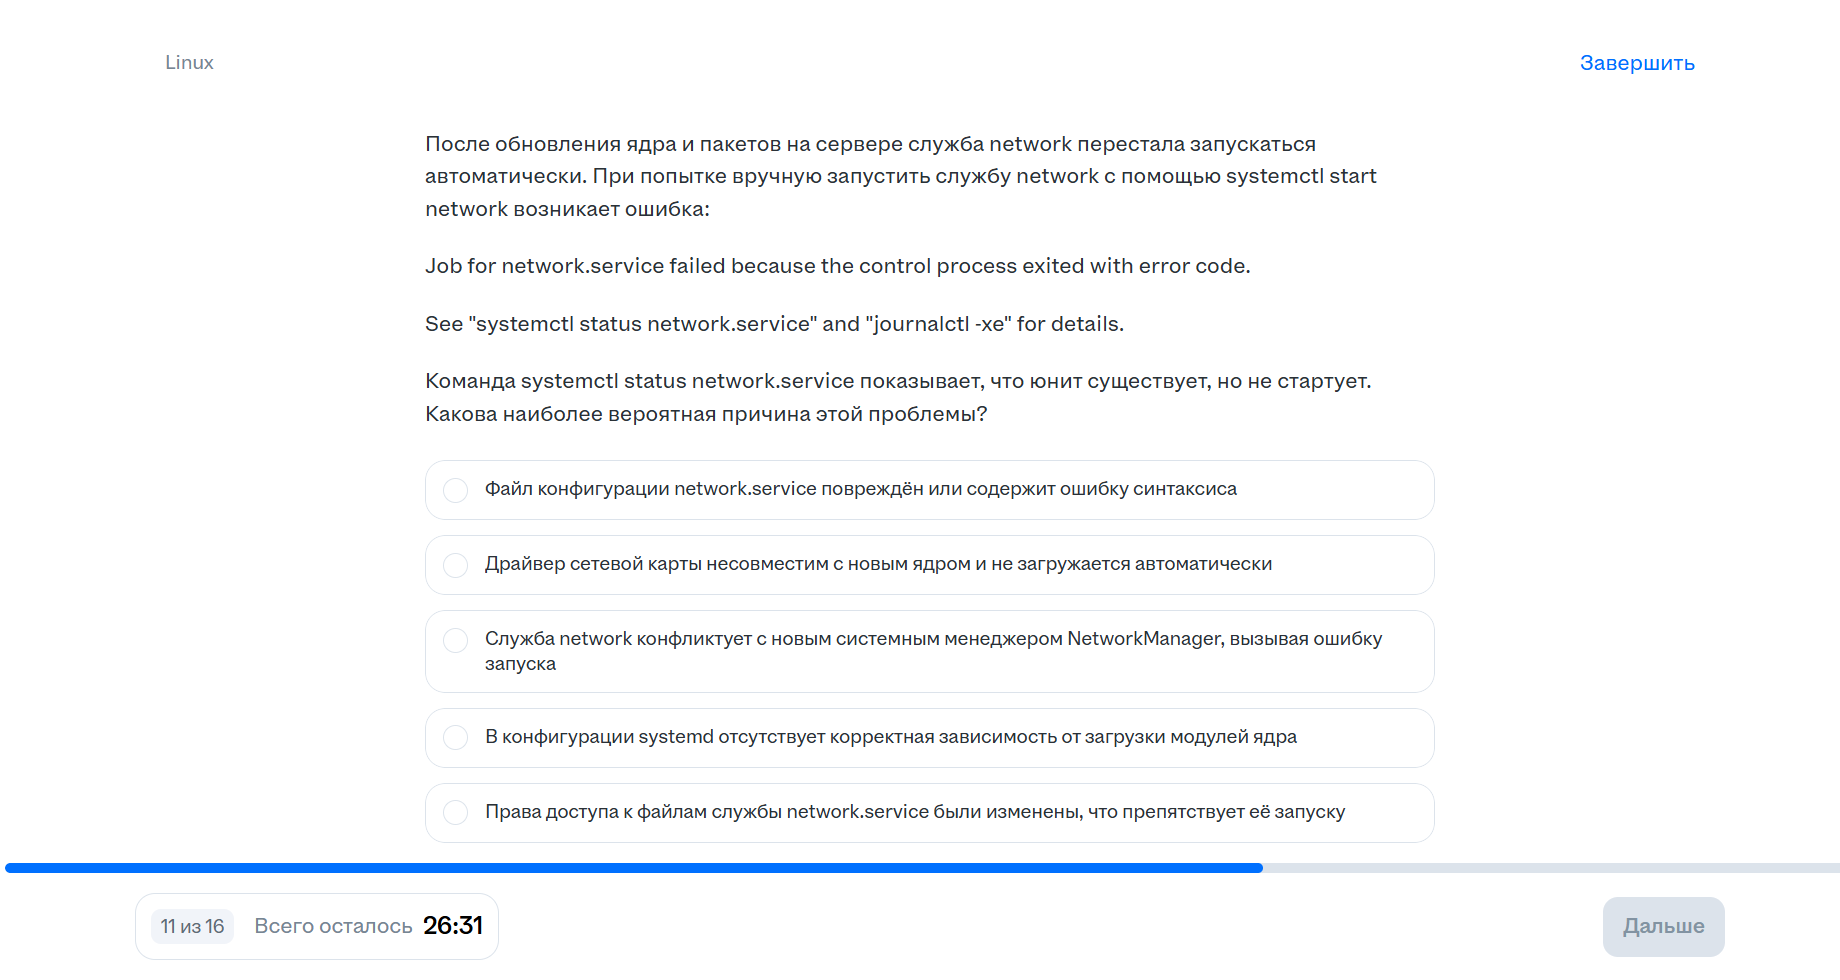 Linux
Завершить
После обновления ядра и пакетов на сервере служба network перестала запускаться
автоматически. При попытке вручную запустить службу network с помощью systemctl start
network возникает ошибка:
Job for network.service failed because the control process exited with error code.
See "systemctl status network.service" and "journalctl -xe" for details.
Команда systemctl status network.service показывает, что юнит существует, но не стартует.
Какова наиболее вероятная причина этой проблемы?
Файл конфигурации network.service повреждён или содержит ошибку синтаксиса
Драйвер сетевой карты несовместим с новым ядром и не загружается автоматически
Служба network конфликтует с новым системным менеджером NetworkManager, вызывая ошибку
запуска
В конфигурации systemd отсутствует корректная зависимость от загрузки модулей ядра
Права доступа к файлам службы network.service были изменены, что препятствует её запуску
11 из 16
Всего осталось 26:31
Дальше